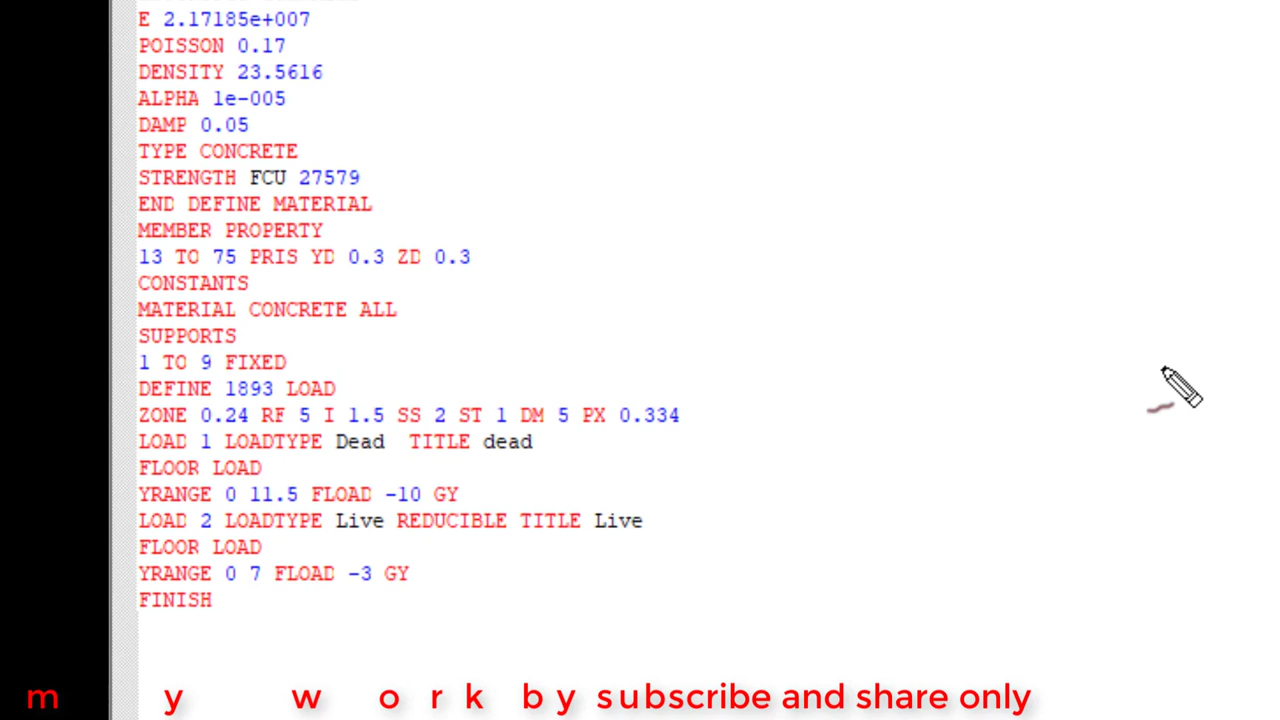 E 2.17185e+007
POISSON 0.17
DENSITY 23.5616
ALPHA 1e-005
DAMP 0.05
TYPE CONCRETE
STRENGTH FCU 27579
END DEFINE MATERIAL
MEMBER PROPERTY
13 TO 75 PRIS YD 0.3 ZD 0.3
CONSTANTS
MATERIAL CONCRETE ALL
SUPPORTS
1 TO 9 FIXED
DEFINE 1893 LOAD
ZONE 0.24 RF 5 I 1.5 SS 2 ST 1 DM 5 PX 0.334
LOAD 1 LOADTYPE Dead  TITLE dead
FLOOR LOAD
YRANGE 0 11.5 FLOAD -10 GY
LOAD 2 LOADTYPE Live REDUCIBLE TITLE Live
FLOOR LOAD
YRANGE 0 7 FLOAD -3 GY
FINISH
m y w o r k b y subscribe and share only